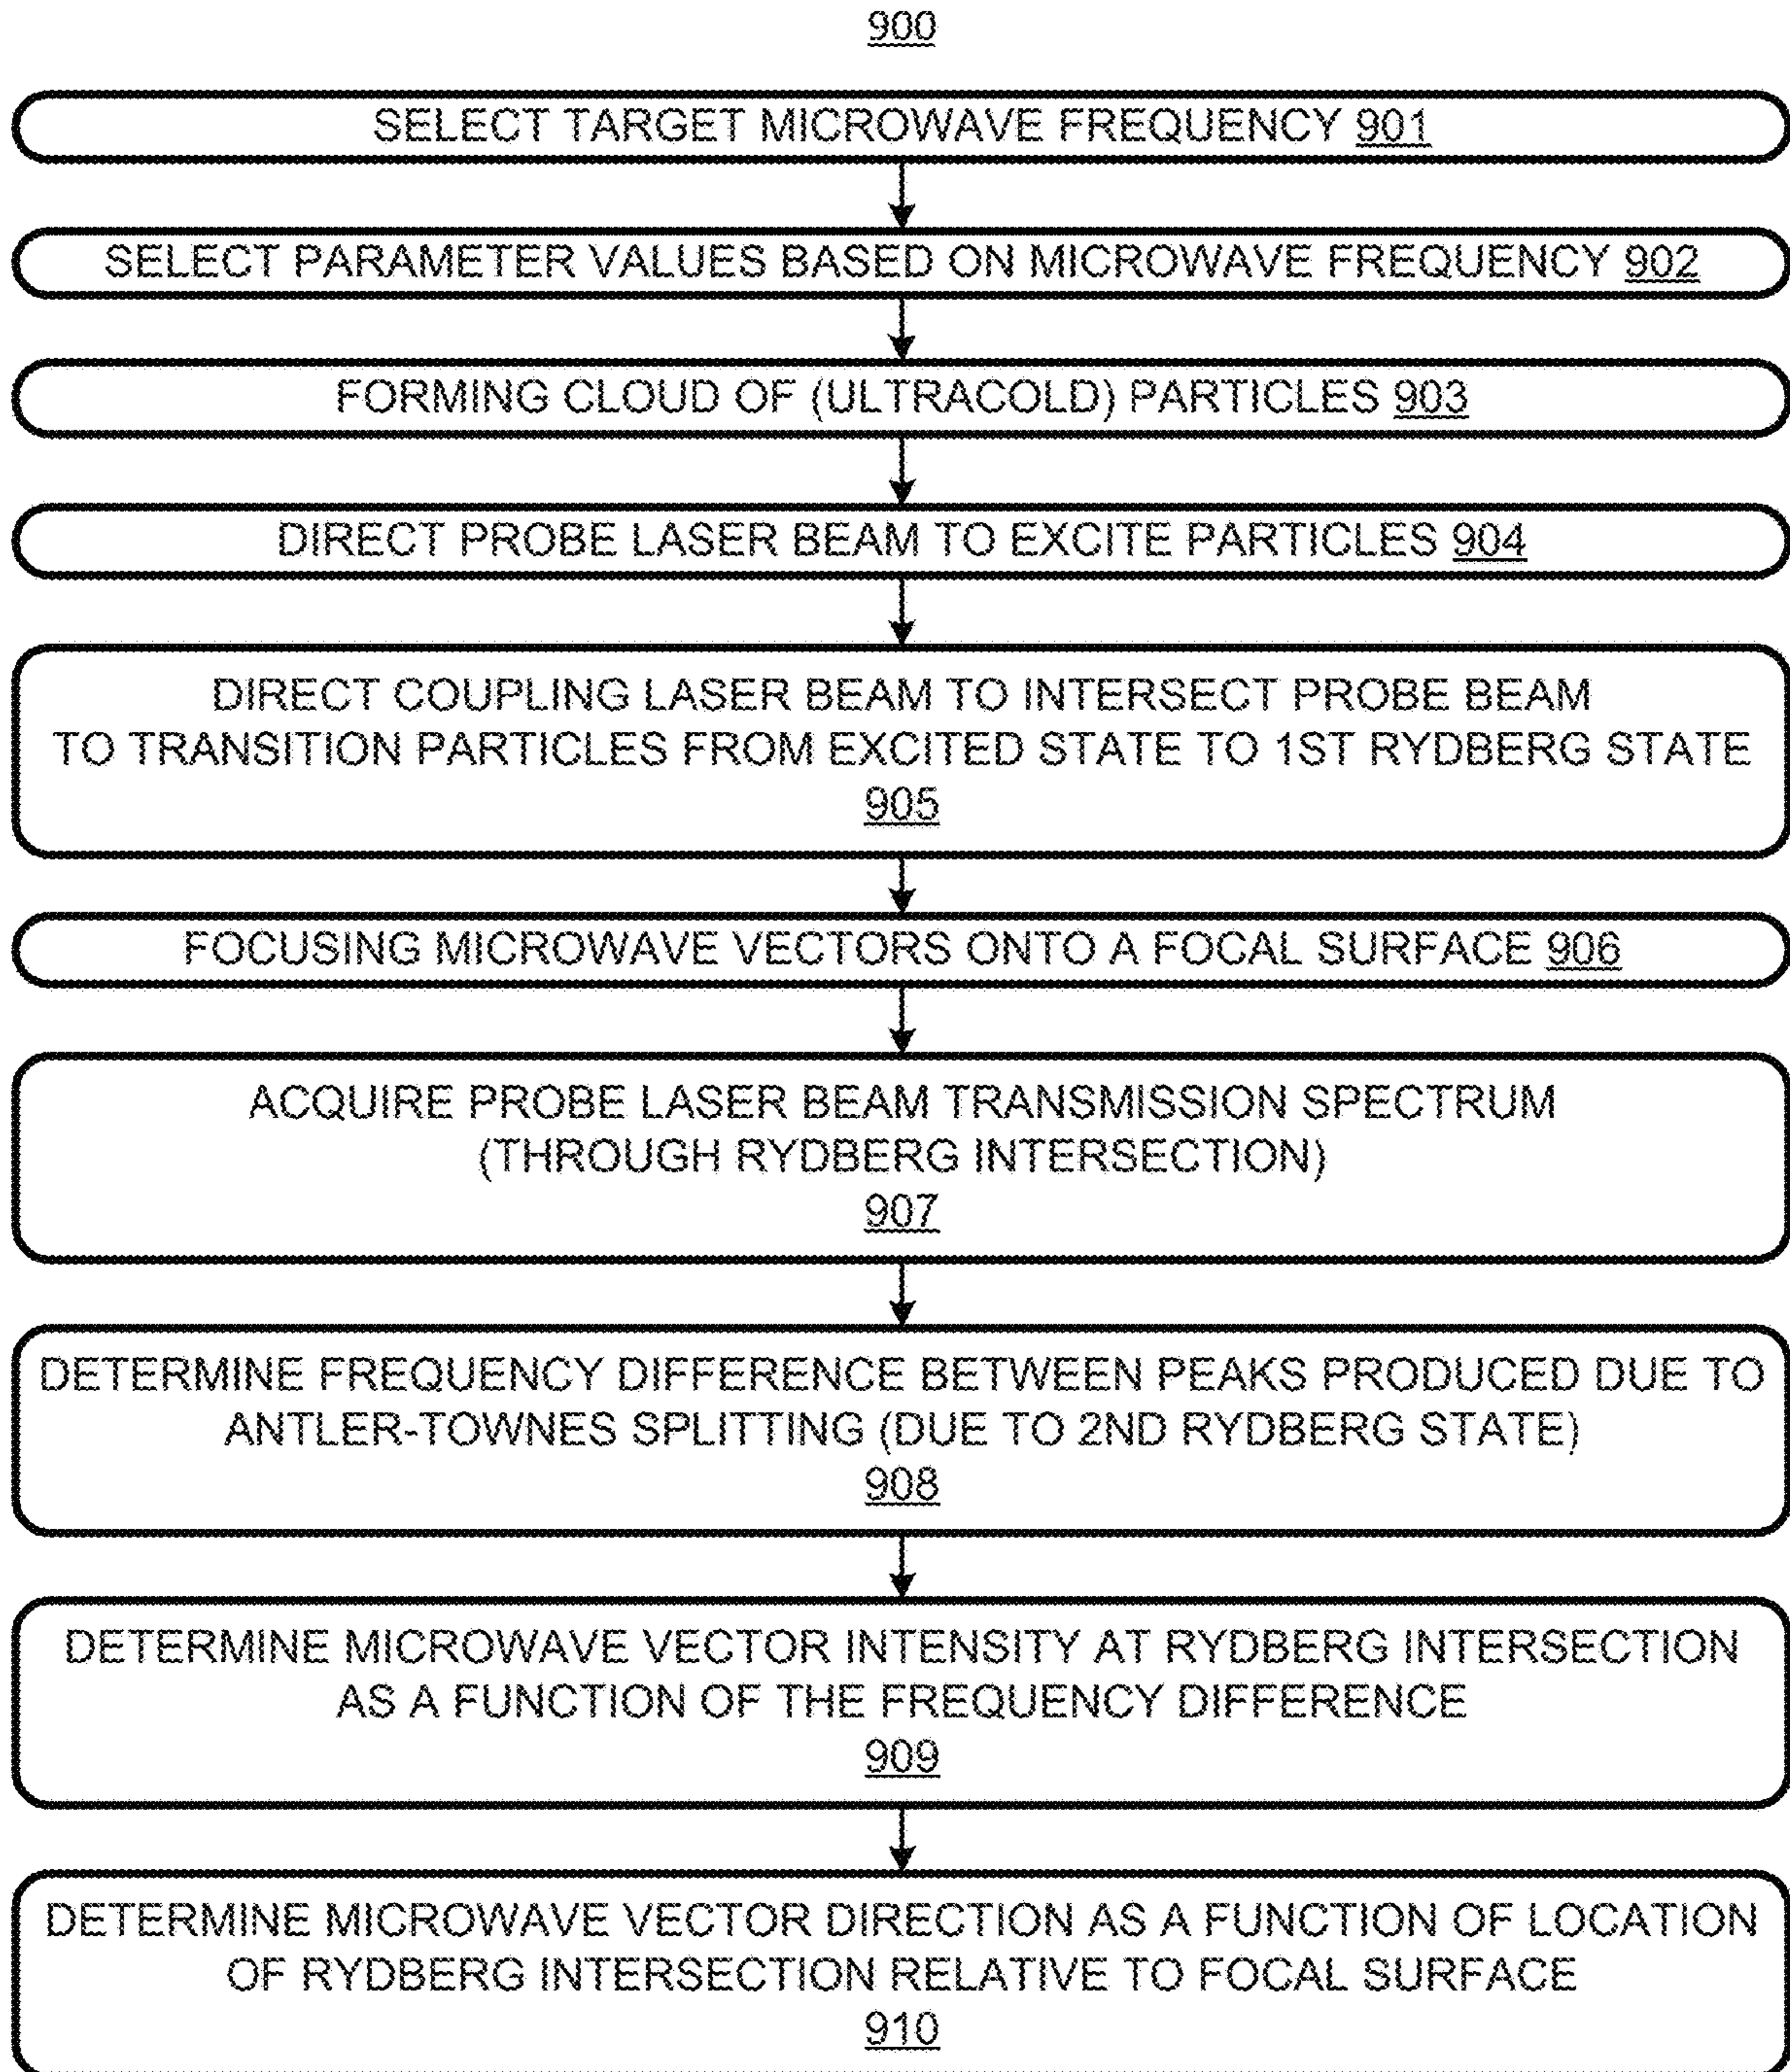 900
SELECT TARGET MICROWAVE FREQUENCY 901
SELECT PARAMETER VALUES BASED ON MICROWAVE FREQUENCY 902
FORMING CLOUD OF (ULTRACOLD) PARTICLES 903
DIRECT PROBE LASER BEAM TO EXCITE PARTICLES 904
DIRECT COUPLING LASER BEAM TO INTERSECT PROBE BEAM
TO TRANSITION PARTICLES FROM EXCITED STATE TO 1ST RYDBERG STATE
905
FOCUSING MICROWAVE VECTORS ONTO A FOCAL SURFACE 906
ACQUIRE PROBE LASER BEAM TRANSMISSION SPECTRUM
(THROUGH RYDBERG INTERSECTION)
907
DETERMINE FREQUENCY DIFFERENCE BETWEEN PEAKS PRODUCED DUE TO
ANTLER-TOWNES SPLITTING (DUE TO 2ND RYDBERG STATE)
908
DETERMINE MICROWAVE VECTOR INTENSITY AT RYDBERG INTERSECTION
AS A FUNCTION OF THE FREQUENCY DIFFERENCE
909
DETERMINE MICROWAVE VECTOR DIRECTION AS A FUNCTION OF LOCATION
OF RYDBERG INTERSECTION RELATIVE TO FOCAL SURFACE
910